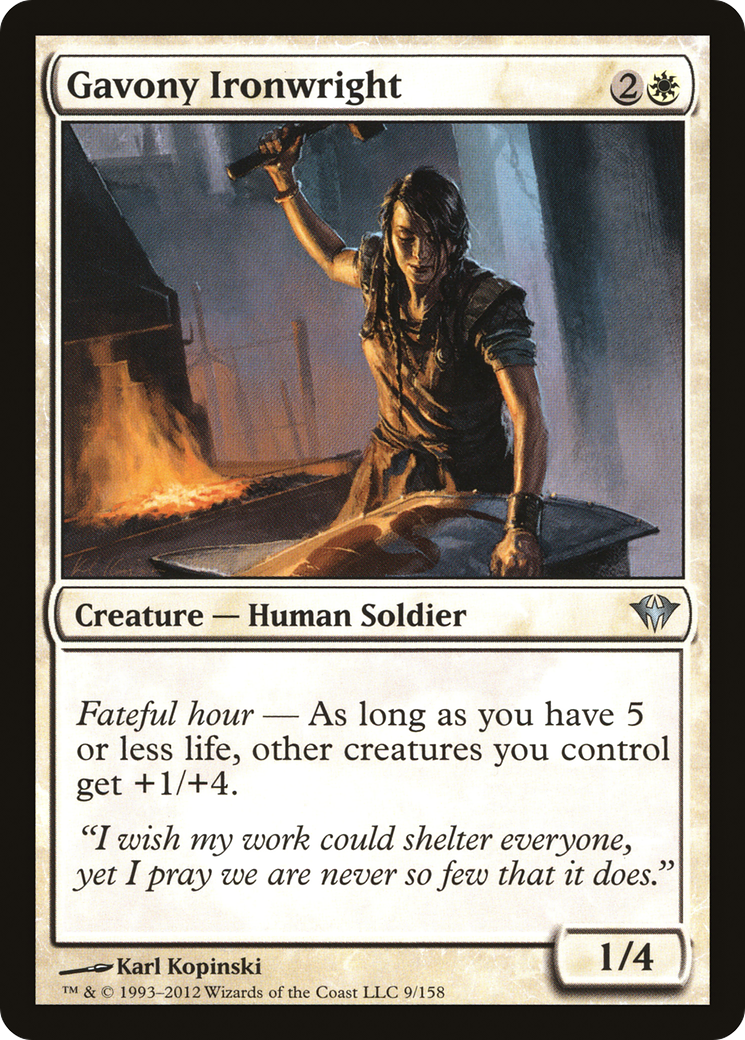 Gavony Ironwright
2
Creature — Human Soldier
Fateful hour — As long as you have 5
or less life, other creatures you control
get +1/+4.
“I wish my work could shelter everyone,
yet I pray we are never so few that it does.”
1/4
Karl Kopinski
™ & © 1993–2012 Wizards of the Coast LLC 9/158